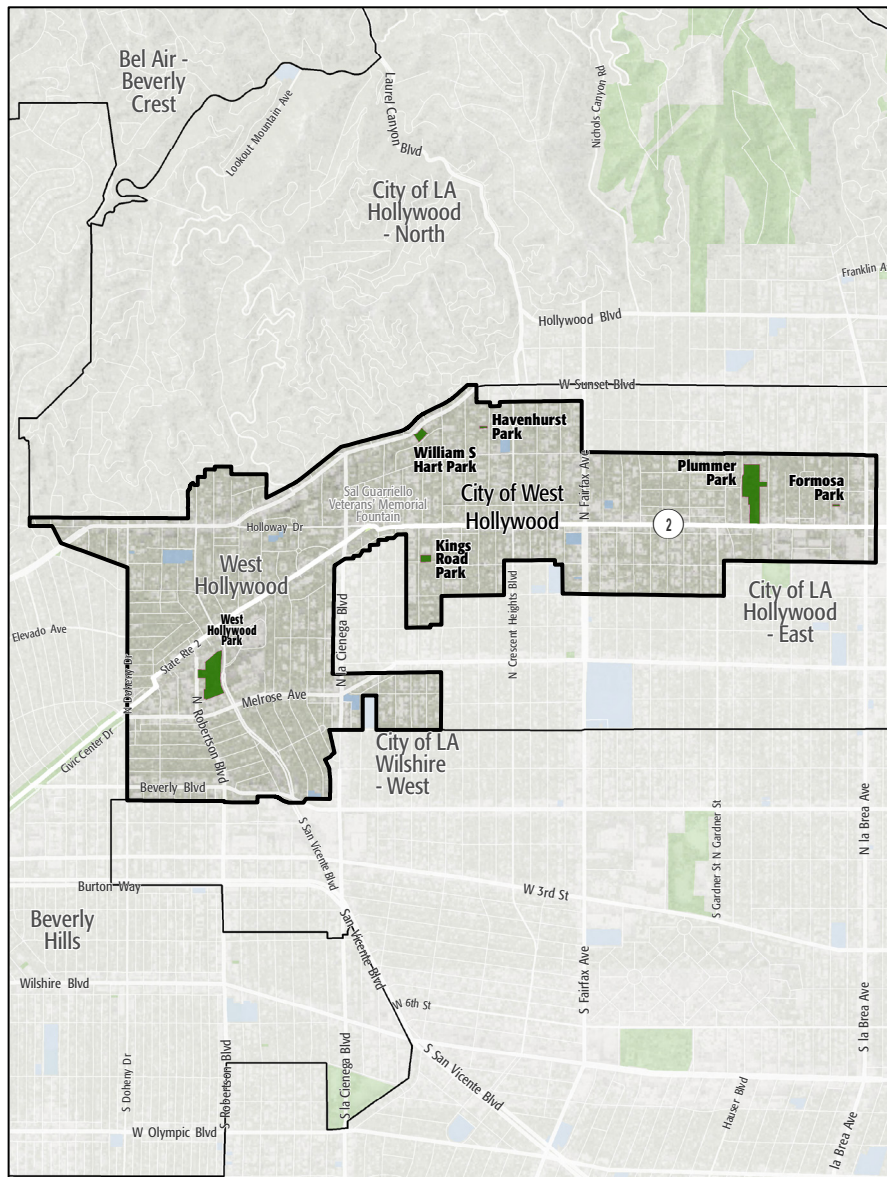 Bel Air -
Beverly
Crest
Lookout Mountain Ave
Laurel Canyon Blvd
Nichols Canyon Rd
City of LA
Hollywood
- North
Franklin A
Hollywood Blvd
W Sunset Blvd
Havenhurst
Park
William S
Hart Park
N Fairfax Ave
Plummer
Park
Formosa
Park
Sal Guarriello
Veterans' Memorial
Fountain
City of West
Hollywood
Holloway Dr
2
Kings
Road
Park
West
Hollywood
N Crescent Heights Blvd
City of LA
Hollywood
- East
N la Cienega Blvd
West
Hollywood
Park
Elevado Ave
State Rte 2
N Doheny Dr
Melrose Ave
N Robertson Blvd
Civic Center Dr
City of LA
Wilshire
- West
Beverly Blvd
S San Vicente Blvd
N la Brea Ave
N Gardner St
S Gardner St
Burton Way
W 3rd St
Beverly
Hills
San Vicente Blvd
S Fairfax Ave
Wilshire Blvd
W 6th St
S la Brea Ave
S Doheny Dr
S Robertson Blvd
S la Cienega Blvd
S San Vicente Blvd
Hauser Blvd
W Olympic Blvd
la Brea Ave